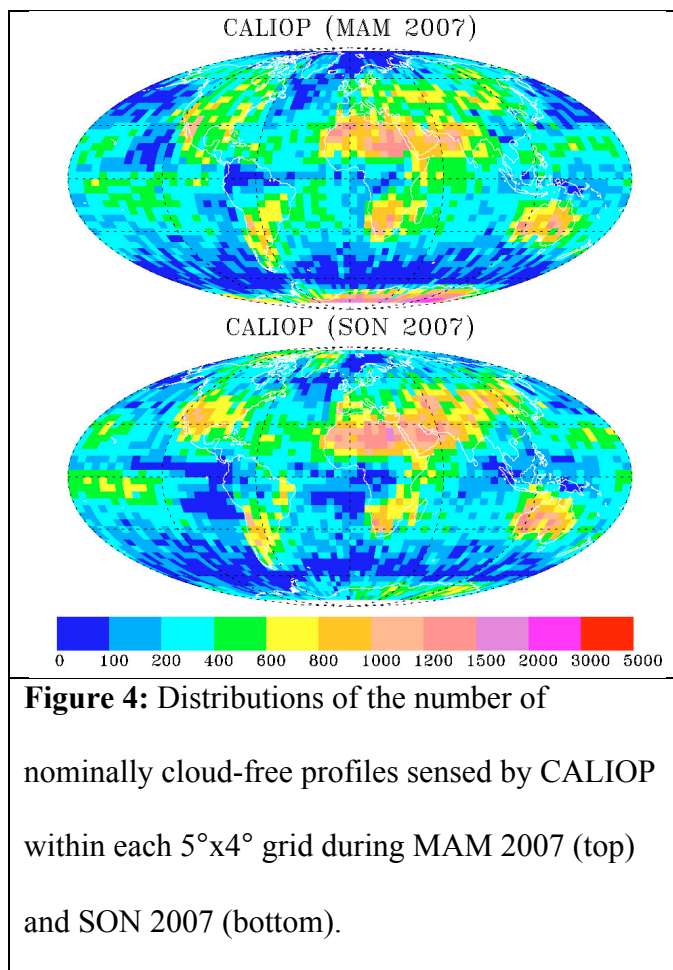 CALIOP (MAM 2007)
CALIOP (SON 2007)
0 100 200 400 600 800 1000 1200 1500 2000 3000 5000
Figure 4: Distributions of the number of
nominally cloud-free profiles sensed by CALIOP
within each 5°x4° grid during MAM 2007 (top)
and SON 2007 (bottom).